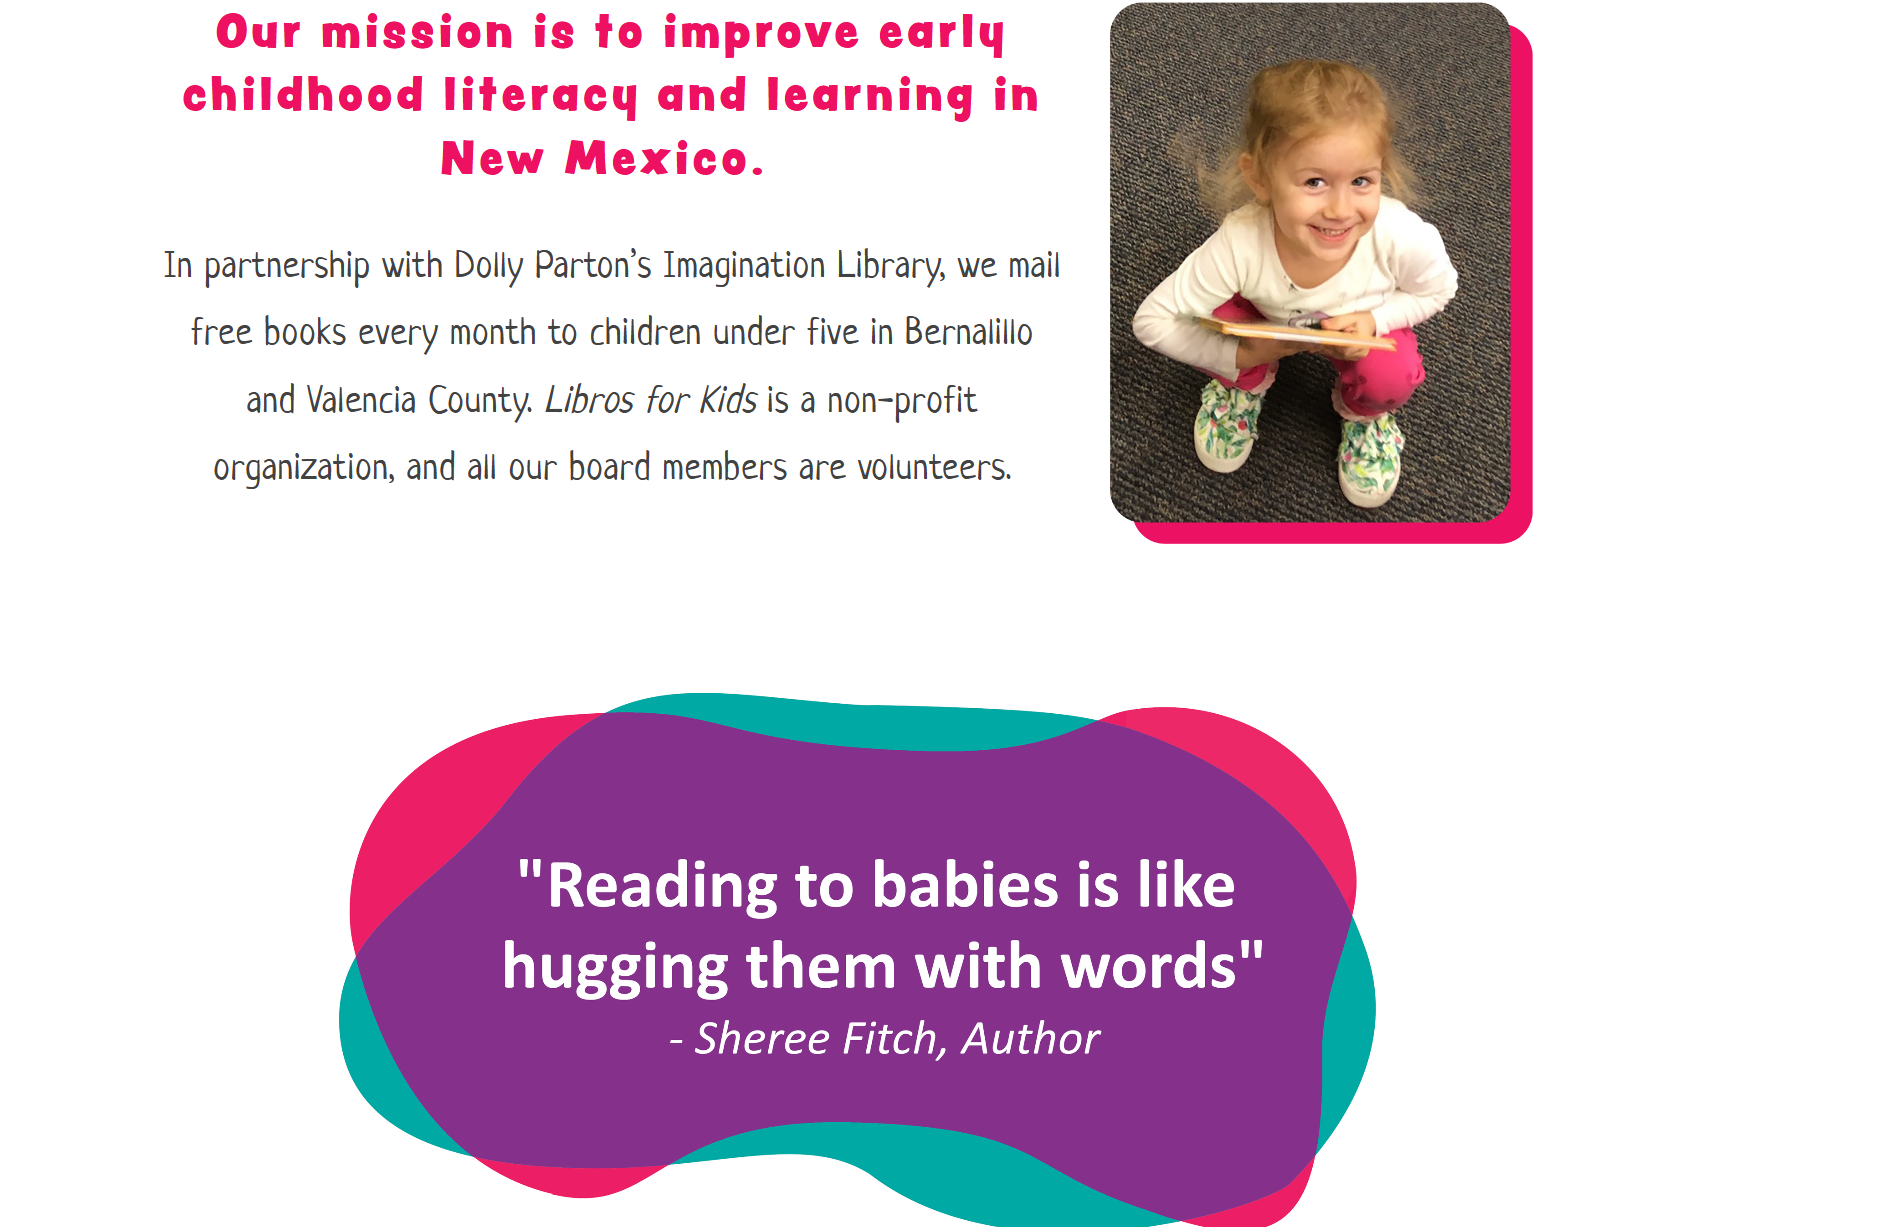 Our mission is to improve early
childhood literacy and learning in
New Mexico.
In partnership with Dolly Parton’s Imagination Library, we mail
free books every month to children under five in Bernalillo
and Valencia County. Libros for Kids is a non-profit
organization, and all our board members are volunteers.
"Reading to babies is like
hugging them with words"
- Sheree Fitch, Author